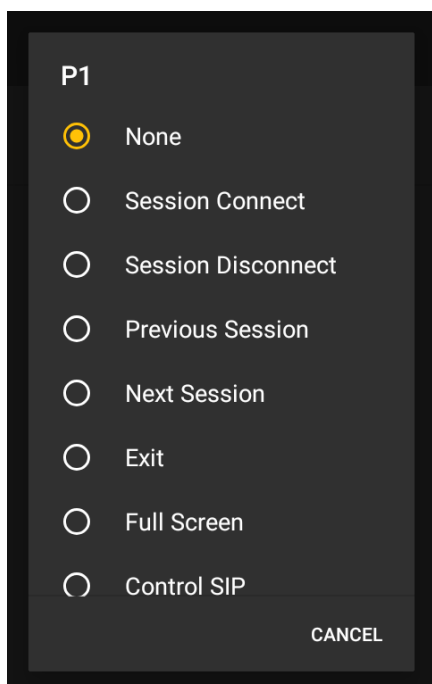 P1
None
Session Connect
Session Disconnect
Previous Session
Next Session
Exit
Full Screen
Control SIP
CANCEL